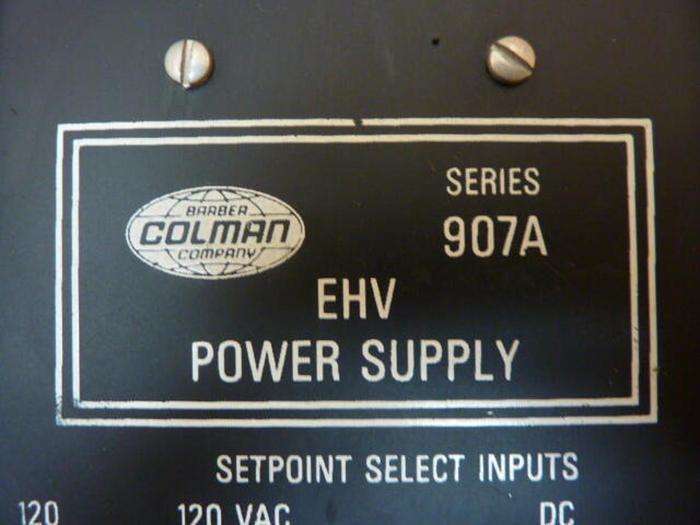 BARBER
COLMAN
COMPANY
SERIES
907A
EHV
POWER SUPPLY
SETPOINT SELECT INPUTS
120 120 VAC DC